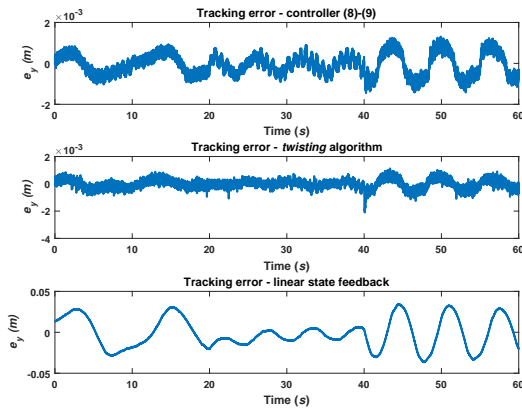 Tracking error - controller (8)-(9)
×10⁻³
2
0
-2
e_y (m)
0 10 20 30 40 50 60
Time (s)
Tracking error - twisting algorithm
×10⁻³
2
0
-2
-4
e_y (m)
0 10 20 30 40 50 60
Time (s)
Tracking error - linear state feedback
0.05
0
-0.05
e_y (m)
0 10 20 30 40 50 60
Time (s)